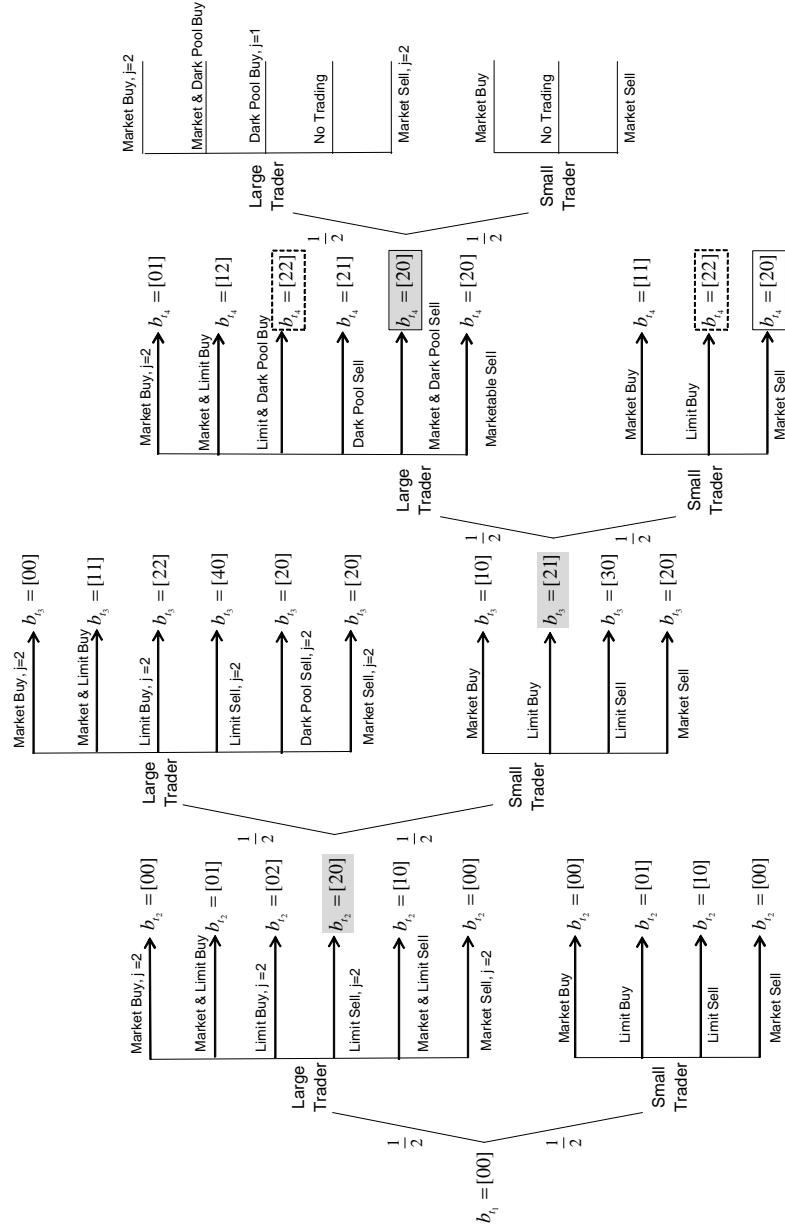 b_{t_1} = [00]
1/2
1/2
Large
Trader
Market Buy, j =2
b_{t_2} = [00]
Market & Limit Buy
b_{t_2} = [01]
Limit Buy, j =2
b_{t_2} = [02]
Limit Sell, j =2
b_{t_2} = [20]
Market & Limit Sell
b_{t_2} = [10]
Market Sell, j =2
b_{t_2} = [00]
Small
Trader
Market Buy
b_{t_2} = [00]
Limit Buy
b_{t_2} = [01]
Limit Sell
b_{t_2} = [10]
Market Sell
b_{t_2} = [00]
1/2
1/2
Large
Trader
Market Buy, j=2
b_{t_3} = [00]
Market & Limit Buy
b_{t_3} = [11]
Limit Buy, j =2
b_{t_3} = [22]
Limit Sell, j=2
b_{t_3} = [40]
Dark Pool Sell, j=2
b_{t_3} = [20]
Market Sell, j=2
b_{t_3} = [20]
Small
Trader
Market Buy
b_{t_3} = [10]
Limit Buy
b_{t_3} = [21]
Limit Sell
b_{t_3} = [30]
Market Sell
b_{t_3} = [20]
1/2
1/2
Large
Trader
Market Buy, j=2
b_{t_4} = [01]
Market & Limit Buy
b_{t_4} = [12]
Limit & Dark Pool Buy
b_{t_4} = [22]
Dark Pool Sell
b_{t_4} = [21]
Market & Dark Pool Sell
b_{t_4} = [20]
Marketable Sell
b_{t_4} = [20]
Small
Trader
Market Buy
b_{t_4} = [11]
Limit Buy
b_{t_4} = [22]
Market Sell
b_{t_4} = [20]
1/2
1/2
Large
Trader
Market Buy, j=2
Market & Dark Pool Buy
Dark Pool Buy, j=1
No Trading
Market Sell, j=2
Small
Trader
Market Buy
No Trading
Market Sell